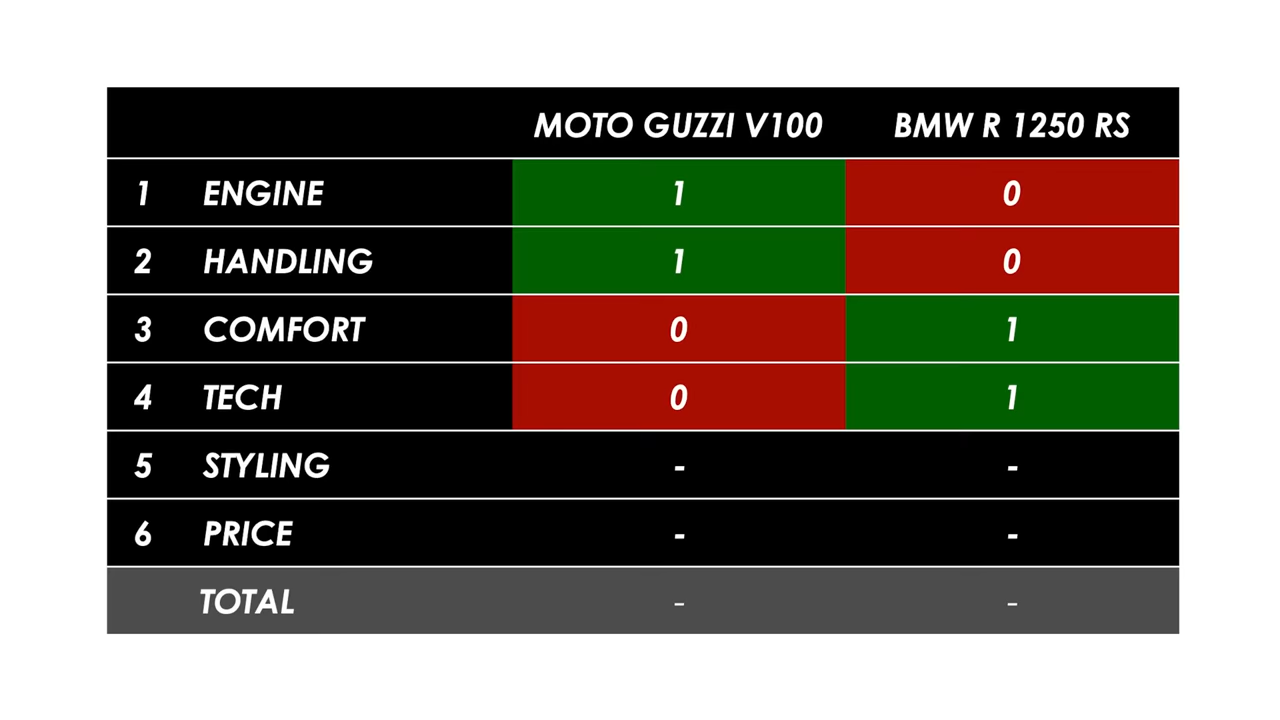 MOTO GUZZI V100 BMW R 1250 RS
1 ENGINE 1 0
2 HANDLING 1 0
3 COMFORT 0 1
4 TECH 0 1
5 STYLING - -
6 PRICE - -
TOTAL - -